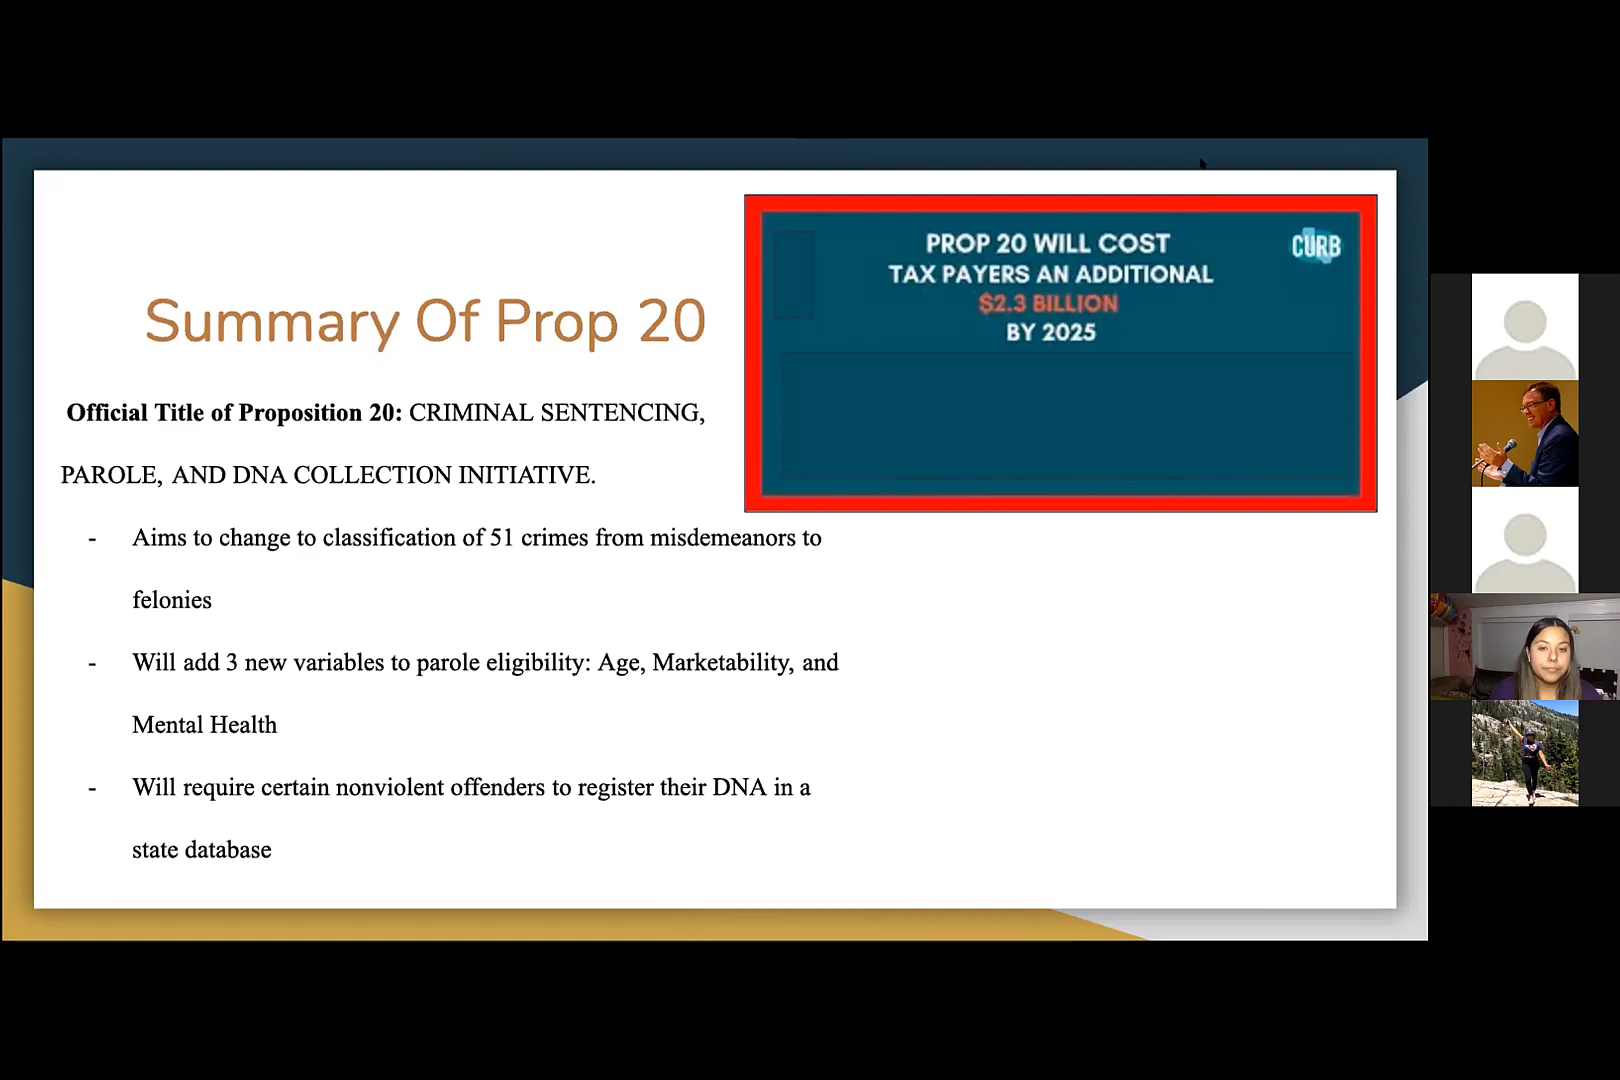 Summary Of Prop 20
Official Title of Proposition 20: CRIMINAL SENTENCING,
PAROLE, AND DNA COLLECTION INITIATIVE.
- Aims to change to classification of 51 crimes from misdemeanors to
felonies
- Will add 3 new variables to parole eligibility: Age, Marketability, and
Mental Health
- Will require certain nonviolent offenders to register their DNA in a
state database
PROP 20 WILL COST
TAX PAYERS AN ADDITIONAL
$2.3 BILLION
BY 2025
CURB